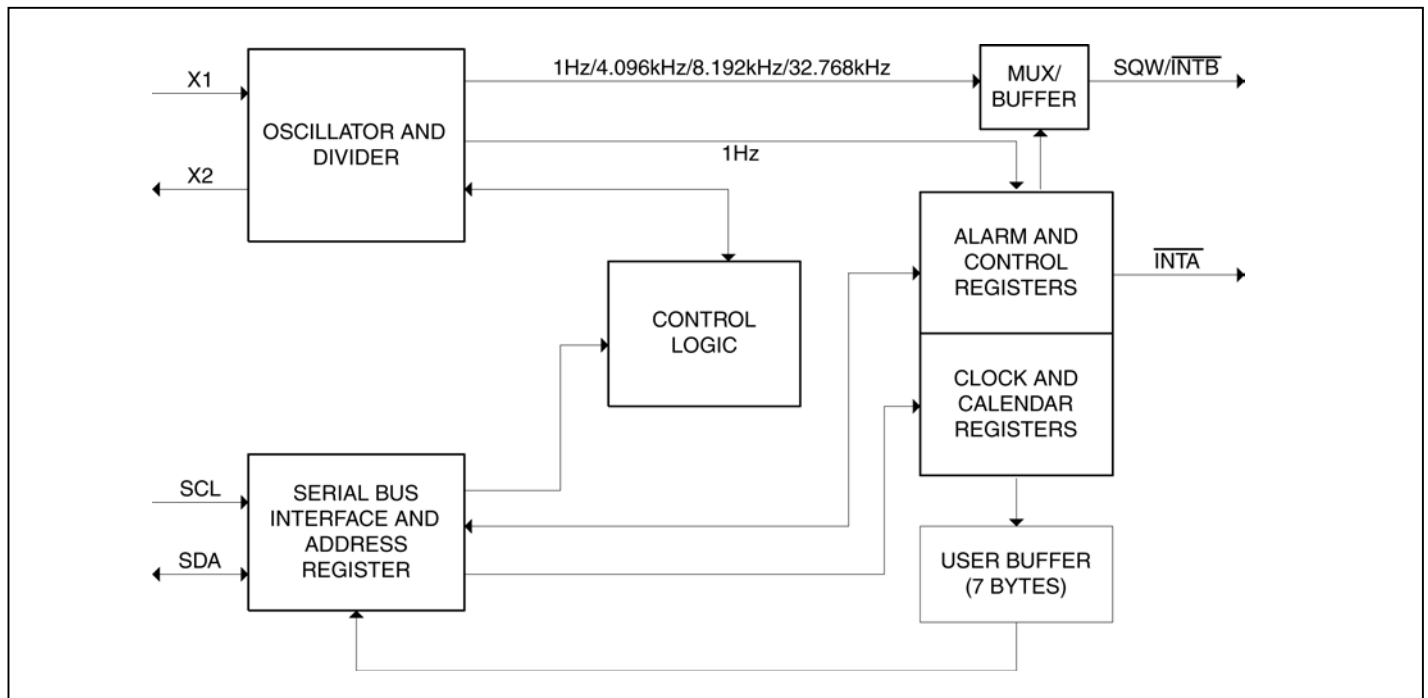 X1
X2
OSCILLATOR AND
DIVIDER
1Hz/4.096kHz/8.192kHz/32.768kHz
1Hz
MUX/
BUFFER
SQW/INTB
ALARM AND
CONTROL
REGISTERS
INTA
CONTROL
LOGIC
CLOCK AND
CALENDAR
REGISTERS
SCL
SDA
SERIAL BUS
INTERFACE AND
ADDRESS
REGISTER
USER BUFFER
(7 BYTES)